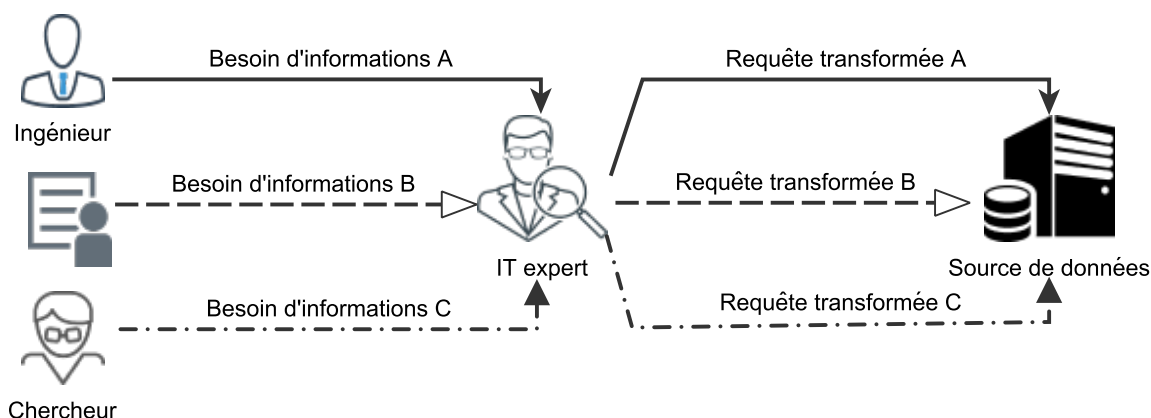 Besoin d'informations A
Requête transformée A
Ingénieur
Besoin d'informations B
Requête transformée B
IT expert
Source de données
Besoin d'informations C
Requête transformée C
Chercheur